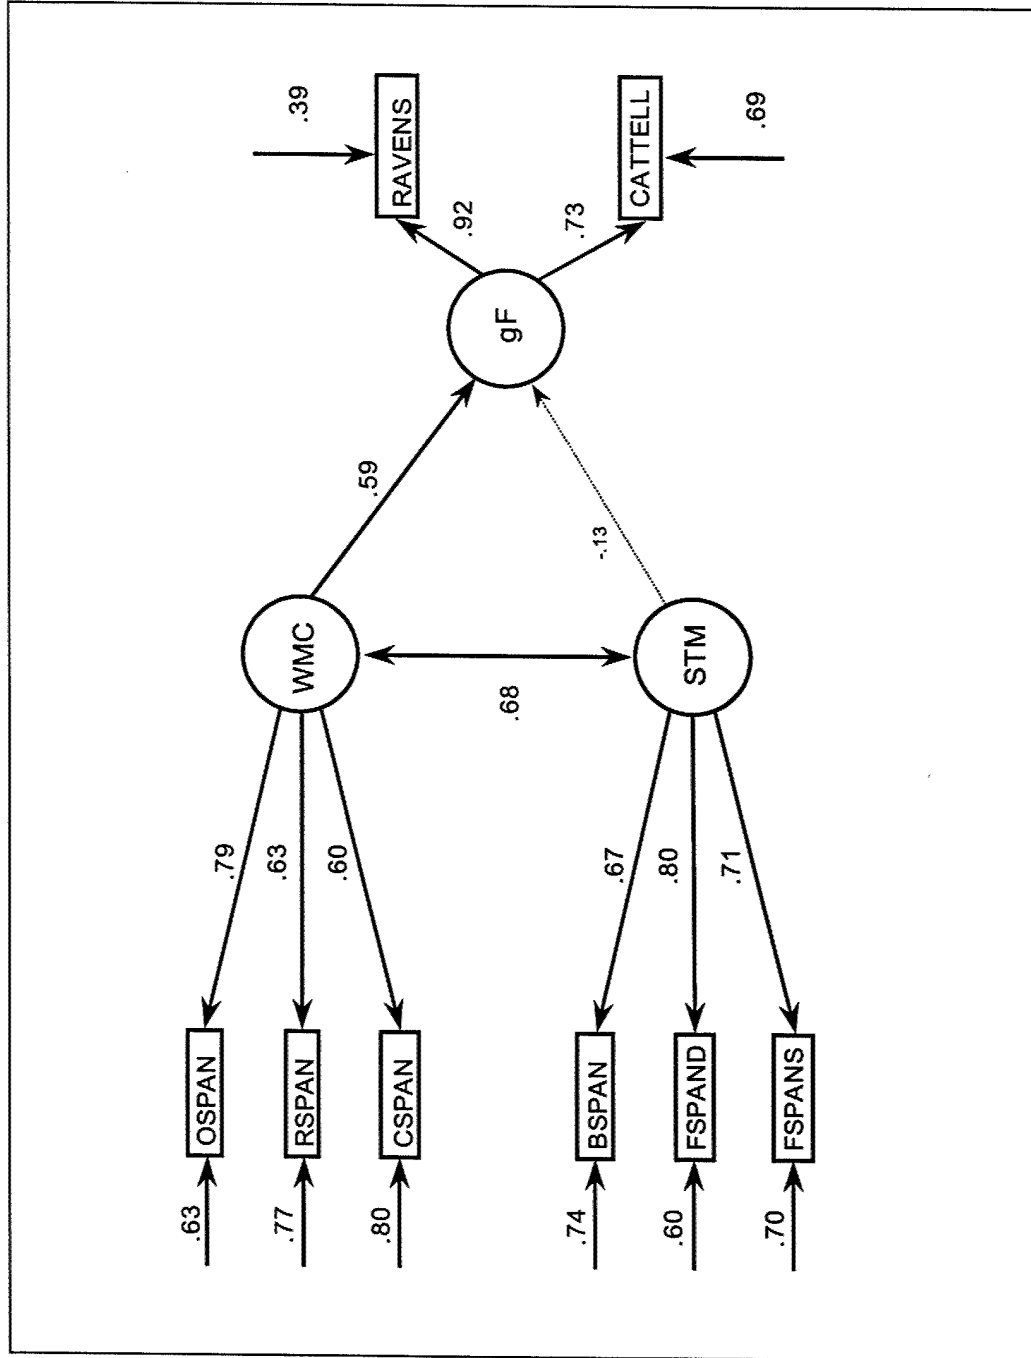 .63
OSPAN
.79
.77
RSPAN
.63
.80
CSPAN
.60
WMC
.59
.68
.74
BSPAN
.67
.60
FSPAND
.80
.70
FSPANS
.71
STM
-.13
gF
.92
RAVENS
.39
.73
CATTELL
.69